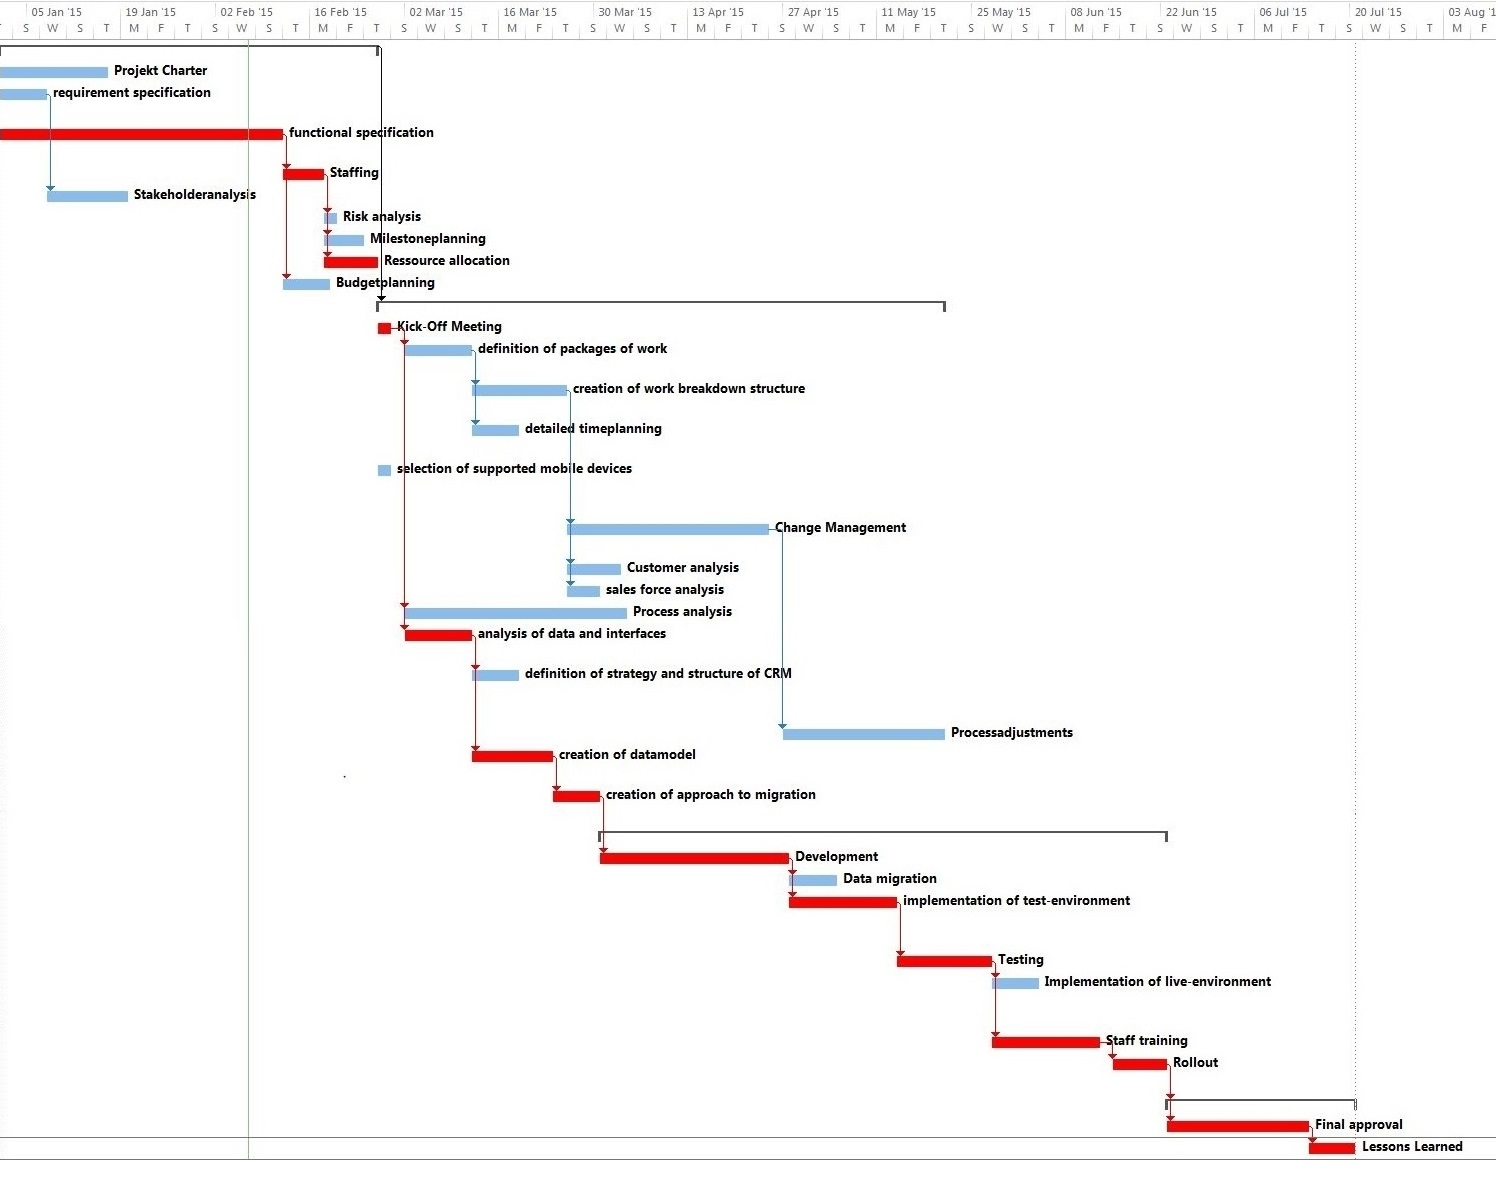 05 Jan '15 19 Jan '15 02 Feb '15 16 Feb '15 02 Mar '15 16 Mar '15 30 Mar '15 13 Apr '15 27 Apr '15 11 May '15 25 May '15 08 Jun '15 22 Jun '15 06 Jul '15 20 Jul '15 03 Aug '1
S W S T M F T S W S T M F T S W S T M F T S W S T M F T S W S T M F T S W S T M F T S W S T M F T S W S T M F
Projekt Charter
requirement specification
functional specification
Staffing
Stakeholderanalysis
Risk analysis
Milestoneplanning
Ressource allocation
Budgetplanning
Kick-Off Meeting
definition of packages of work
creation of work breakdown structure
detailed timeplanning
selection of supported mobile devices
Change Management
Customer analysis
sales force analysis
Process analysis
analysis of data and interfaces
definition of strategy and structure of CRM
Processadjustments
creation of datamodel
creation of approach to migration
Development
Data migration
implementation of test-environment
Testing
Implementation of live-environment
Staff training
Rollout
Final approval
Lessons Learned